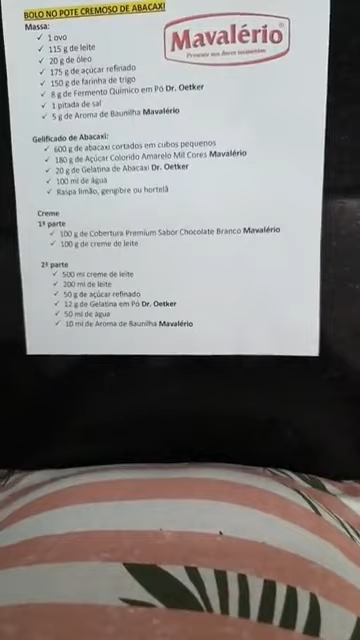 BOLO NO POTE CREMOSO DE ABACAXI
Mavalério
Presente nos doces momentos
Massa:
✓ 1 ovo
✓ 115 g de leite
✓ 20 g de óleo
✓ 175 g de açúcar refinado
✓ 150 g de farinha de trigo
✓ 8 g de Fermento Químico em Pó Dr. Oetker
✓ 1 pitada de sal
✓ 5 g de Aroma de Baunilha Mavalério
Gelificado de Abacaxi:
✓ 600 g de abacaxi cortados em cubos pequenos
✓ 180 g de Açúcar Colorido Amarelo Mil Cores Mavalério
✓ 20 g de Gelatina de Abacaxi Dr. Oetker
✓ 100 ml de água
✓ Raspa limão, gengibre ou hortelã
Creme
1ª parte
✓ 100 g de Cobertura Premium Sabor Chocolate Branco Mavalério
✓ 100 g de creme de leite
2ª parte
✓ 500 ml creme de leite
✓ 200 ml de leite
✓ 50 g de açúcar refinado
✓ 12 g de Gelatina em Pó Dr. Oetker
✓ 50 ml de água
✓ 10 ml de Aroma de Baunilha Mavalério